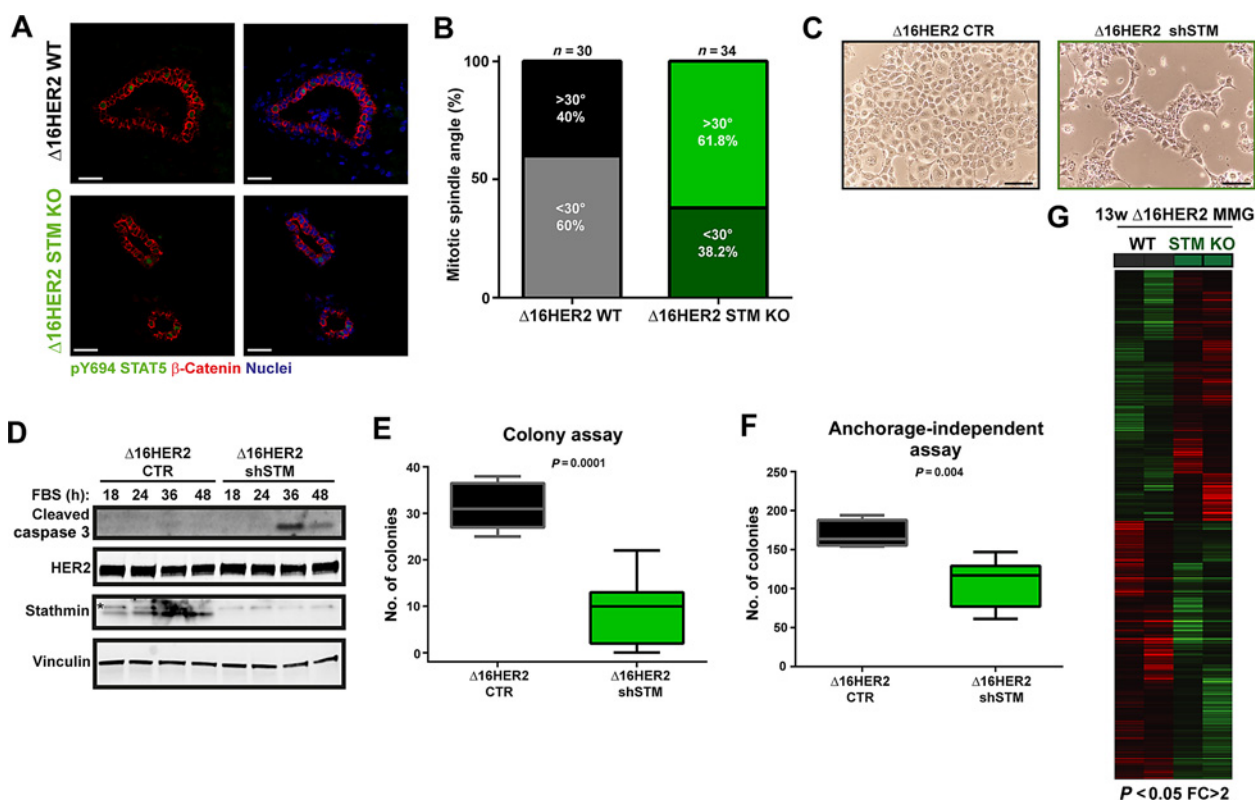 A
Δ16HER2 WT
Δ16HER2 STM KO
pY694 STAT5 β-Catenin Nuclei
B
n = 30
n = 34
Mitotic spindle angle (%)
100
50
0
>30°
40%
<30°
60%
>30°
61.8%
<30°
38.2%
Δ16HER2 WT
Δ16HER2 STM KO
C
Δ16HER2 CTR
Δ16HER2 shSTM
D
Δ16HER2
CTR
Δ16HER2
shSTM
FBS (h): 18 24 36 48 18 24 36 48
Cleaved
caspase 3
HER2
Stathmin
*
Vinculin
E
Colony assay
P = 0.0001
No. of colonies
40
30
20
10
0
Δ16HER2
CTR
Δ16HER2
shSTM
F
Anchorage-independent
assay
P = 0.004
No. of colonies
250
200
150
100
50
0
Δ16HER2
CTR
Δ16HER2
shSTM
G
13w Δ16HER2 MMG
WT STM KO
P < 0.05 FC>2